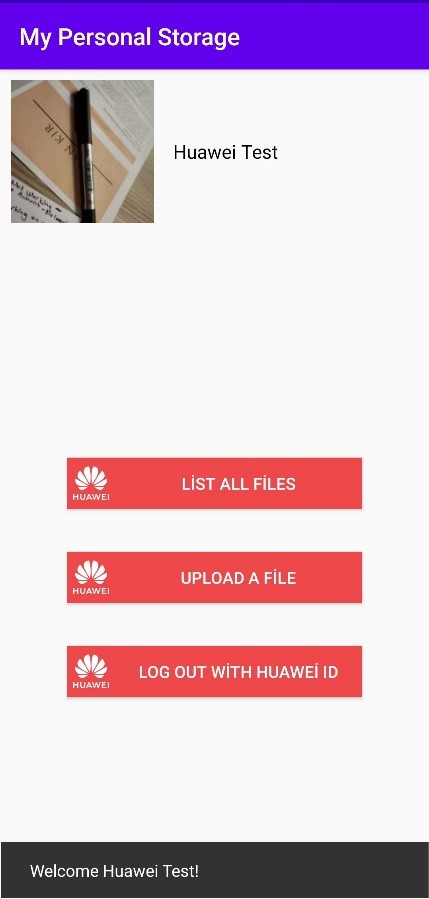 My Personal Storage
Huawei Test
HUAWEI
LİST ALL FİLES
HUAWEI
UPLOAD A FİLE
HUAWEI
LOG OUT WİTH HUAWEİ ID
Welcome Huawei Test!